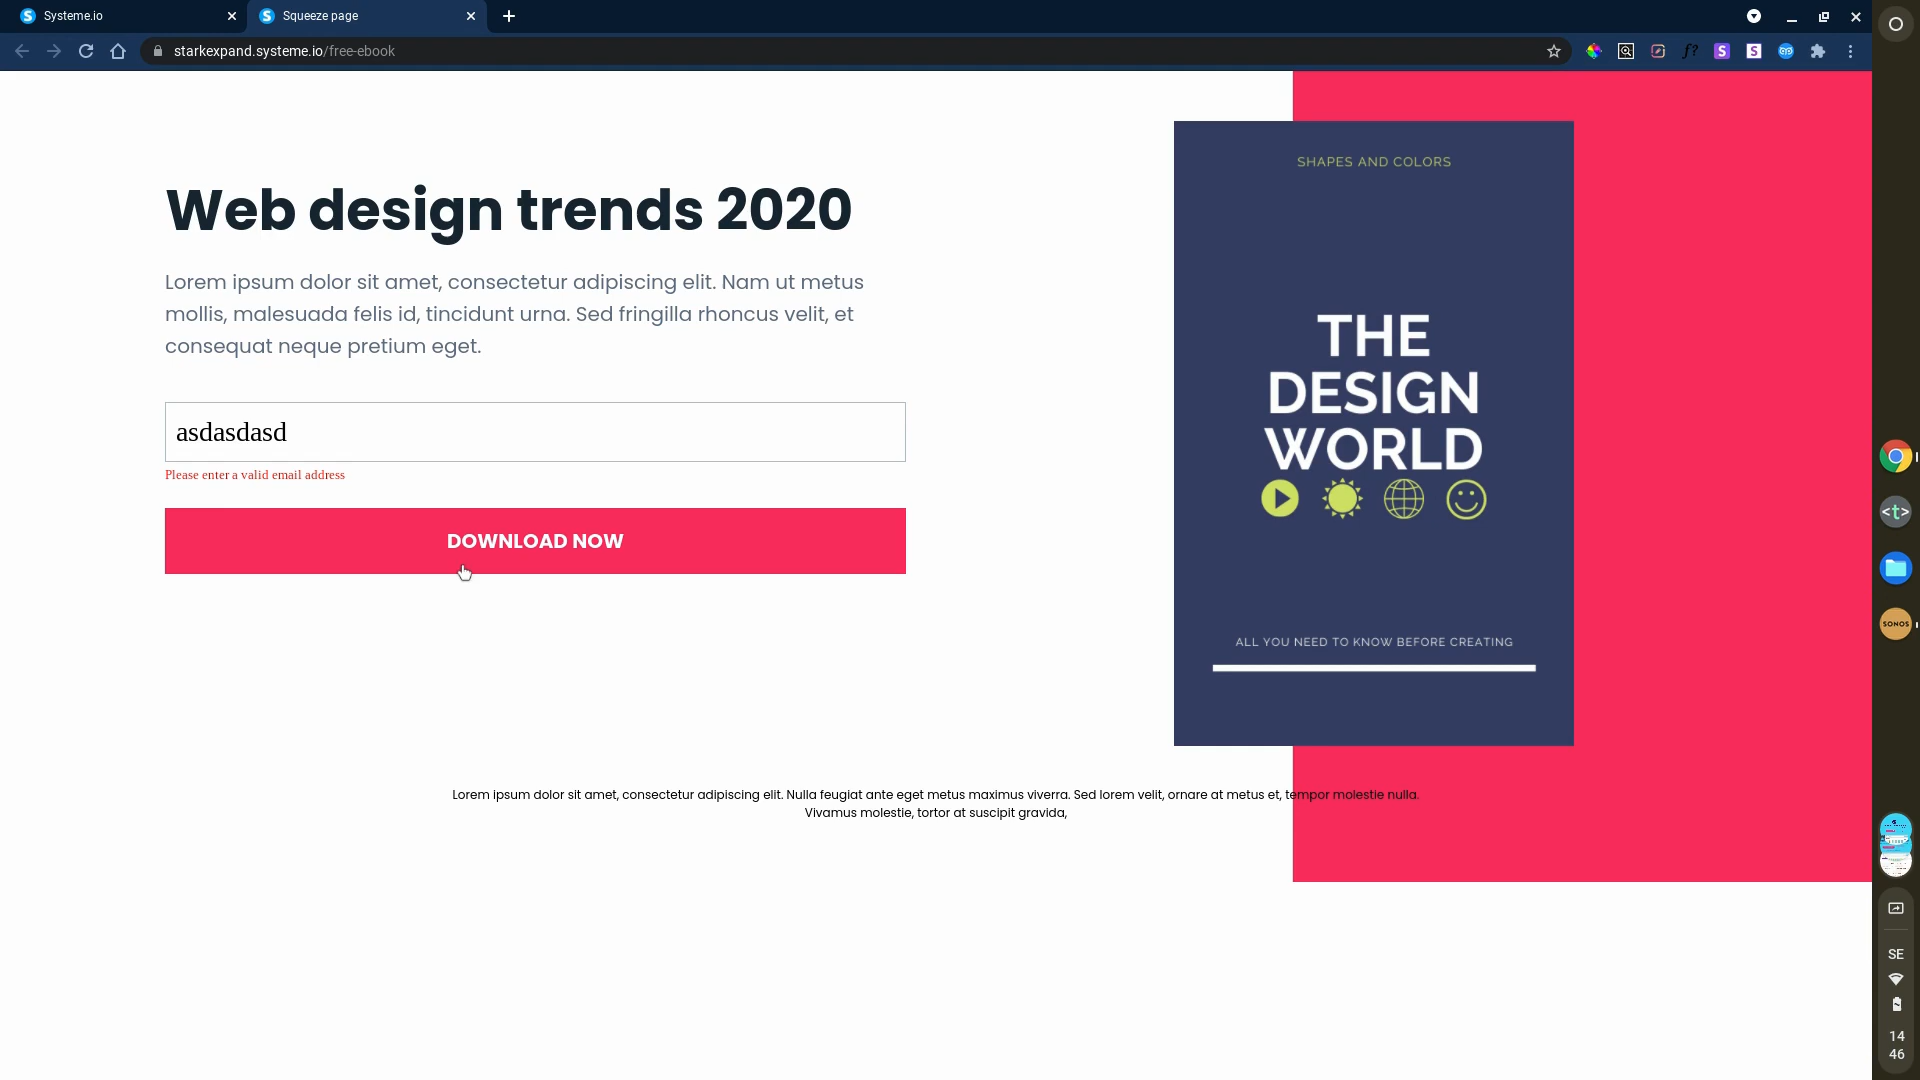 Systeme.io
Squeeze page
starkexpand.systeme.io/free-ebook
Web design trends 2020
Lorem ipsum dolor sit amet, consectetur adipiscing elit. Nam ut metus
mollis, malesuada felis id, tincidunt urna. Sed fringilla rhoncus velit, et
consequat neque pretium eget.
asdasdasd
Please enter a valid email address
DOWNLOAD NOW
SHAPES AND COLORS
THE
DESIGN
WORLD
ALL YOU NEED TO KNOW BEFORE CREATING
Lorem ipsum dolor sit amet, consectetur adipiscing elit. Nulla feugiat ante eget metus maximus viverra. Sed lorem velit, ornare at metus et, tempor molestie nulla.
Vivamus molestie, tortor at suscipit gravida,
f?
S
S
<t>
SONOS
SE
14
46